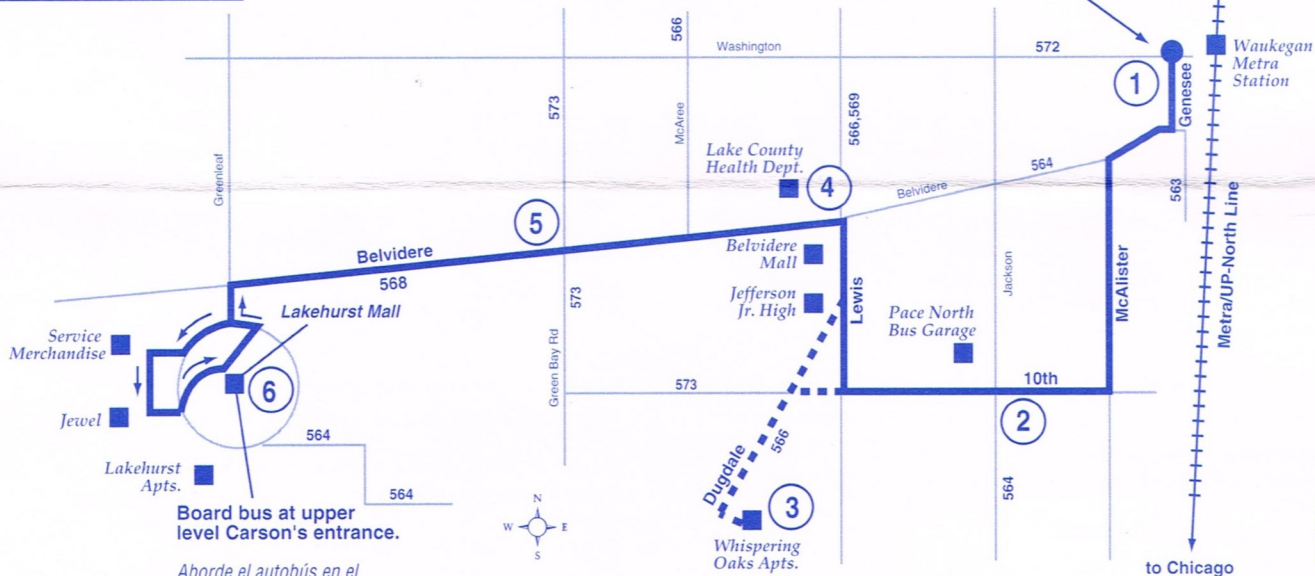 566
Washington
572
Waukegan
Metra
Station
1
Genesee
573
McAree
566,569
Lake County
Health Dept.
4
Belvidere
564
563
Greenleaf
5
Belvidere
568
Belvidere
Mall
Jefferson
Jr. High
Lewis
Pace North
Bus Garage
Jackson
McAlister
Metra/UP-North Line
Lakehurst Mall
Service
Merchandise
573
Green Bay Rd
573
10th
6
2
Jewel
564
Dugdale
566
564
Lakehurst
Apts.
564
3
Board bus at upper
level Carson's entrance.
N
W E
S
Whispering
Oaks Apts.
to Chicago
Aborde el autobús en el